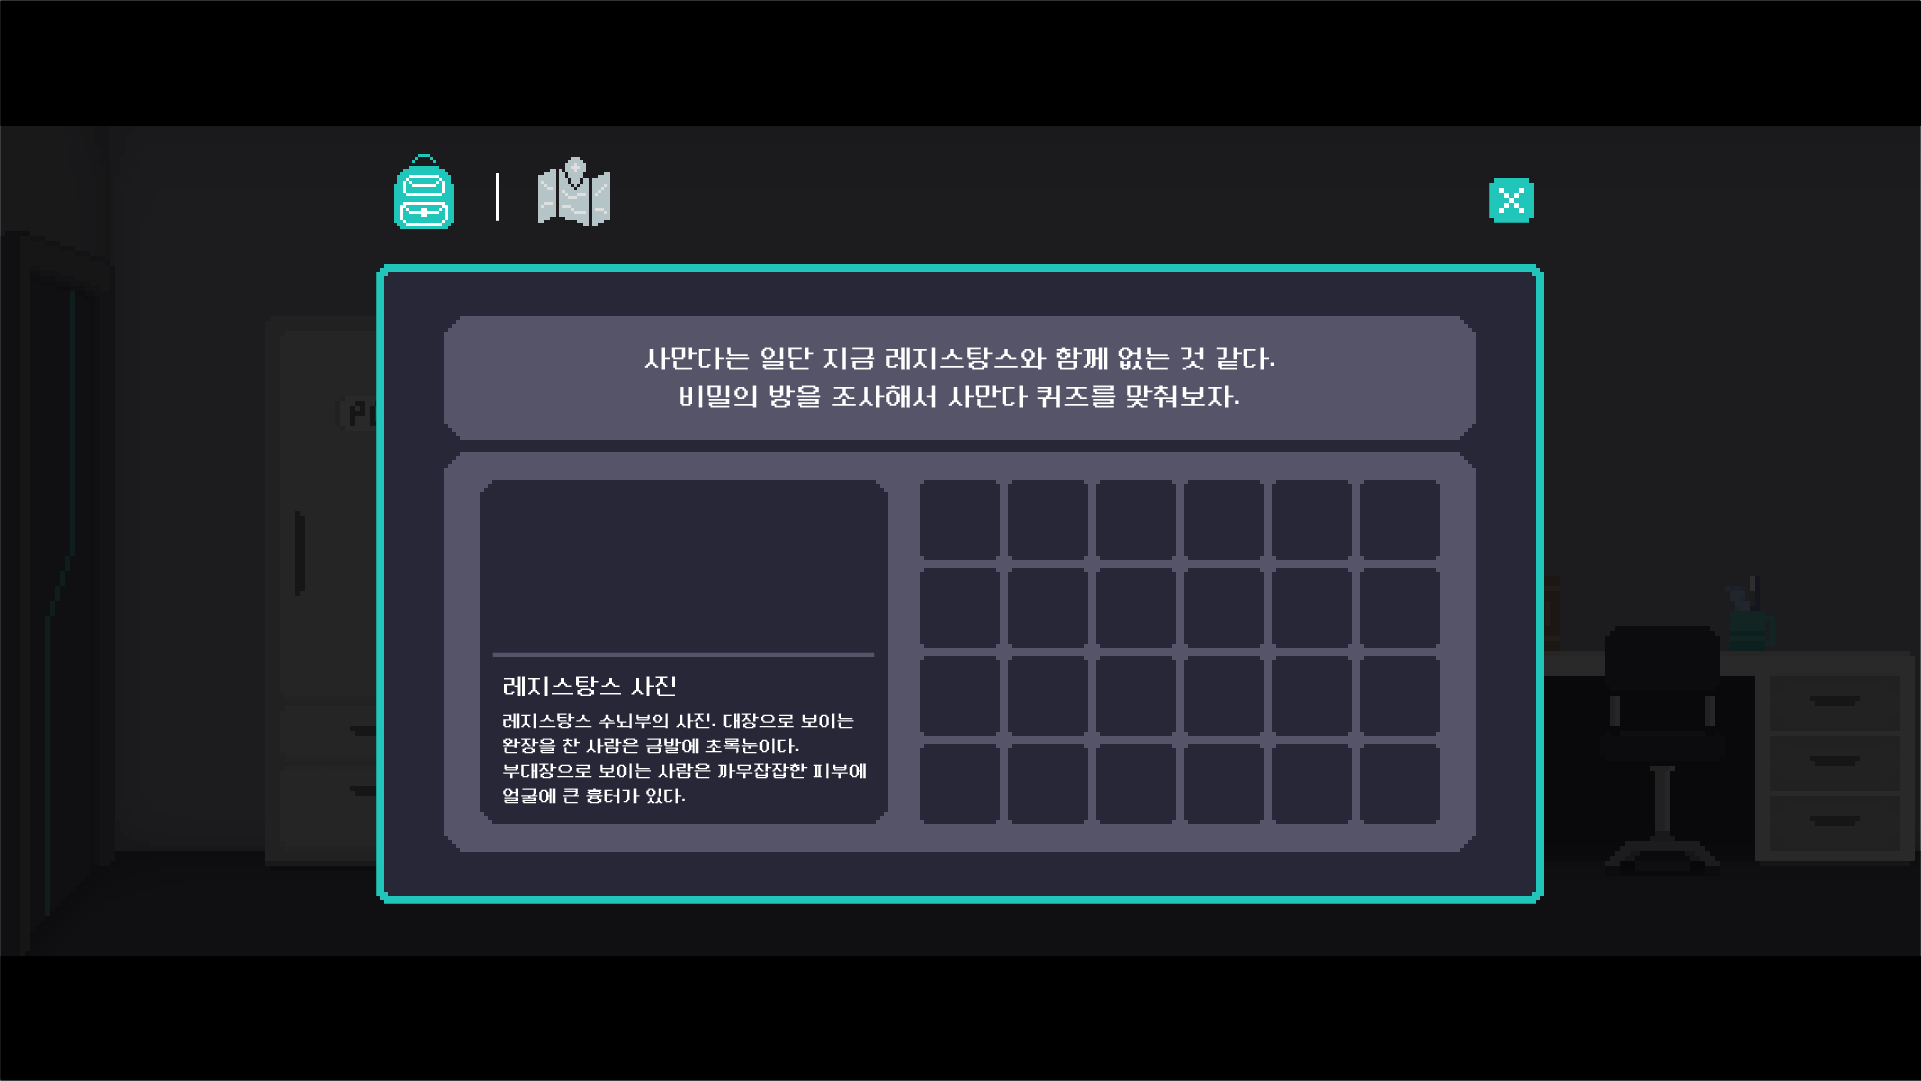 사만다는 일단 지금 레지스탕스와 함께 없는 것 같다.
비밀의 방을 조사해서 사만다 퀴즈를 맞춰보자.
레지스탕스 사진
레지스탕스 수뇌부의 사진. 대장으로 보이는
완장을 찬 사람은 금발에 초록눈이다.
부대장으로 보이는 사람은 까무잡잡한 피부에
얼굴에 큰 흉터가 있다.